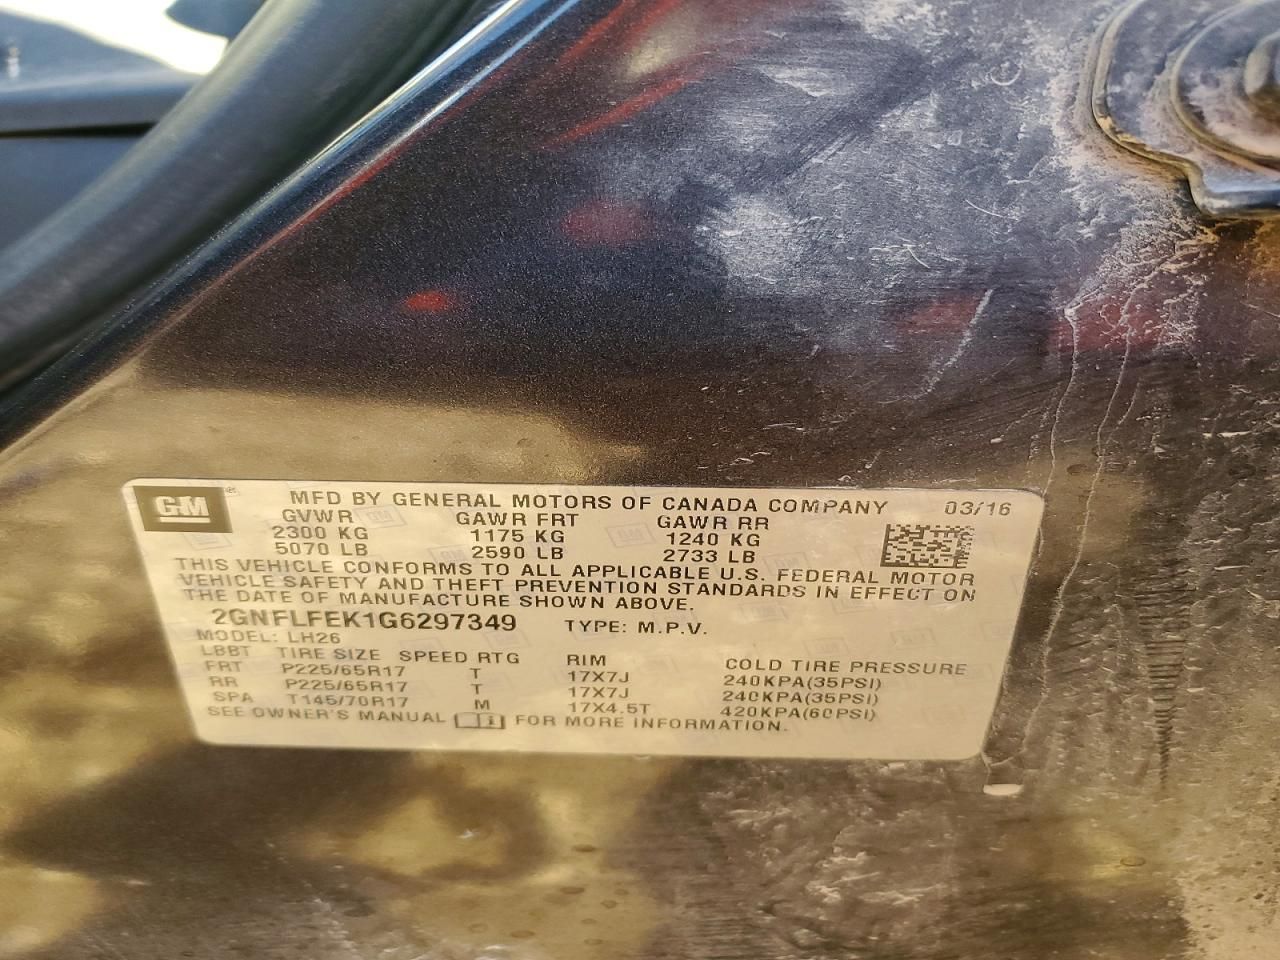 GM® MFD BY GENERAL MOTORS OF CANADA COMPANY 03/16
GVWR GAWR FRT GAWR RR
2300 KG 1175 KG 1240 KG
5070 LB 2590 LB 2733 LB
THIS VEHICLE CONFORMS TO ALL APPLICABLE U.S. FEDERAL MOTOR
VEHICLE SAFETY AND THEFT PREVENTION STANDARDS IN EFFECT ON
THE DATE OF MANUFACTURE SHOWN ABOVE.
2GNFLFEK1G6297349 TYPE: M.P.V.
MODEL: LH26
LBBT TIRE SIZE SPEED RTG RIM COLD TIRE PRESSURE
FRT P225/65R17 T 17X7J 240KPA(35PSI)
RR P225/65R17 T 17X7J 240KPA(35PSI)
SPA T145/70R17 M 17X4.5T 420KPA(60PSI)
SEE OWNER'S MANUAL FOR MORE INFORMATION.